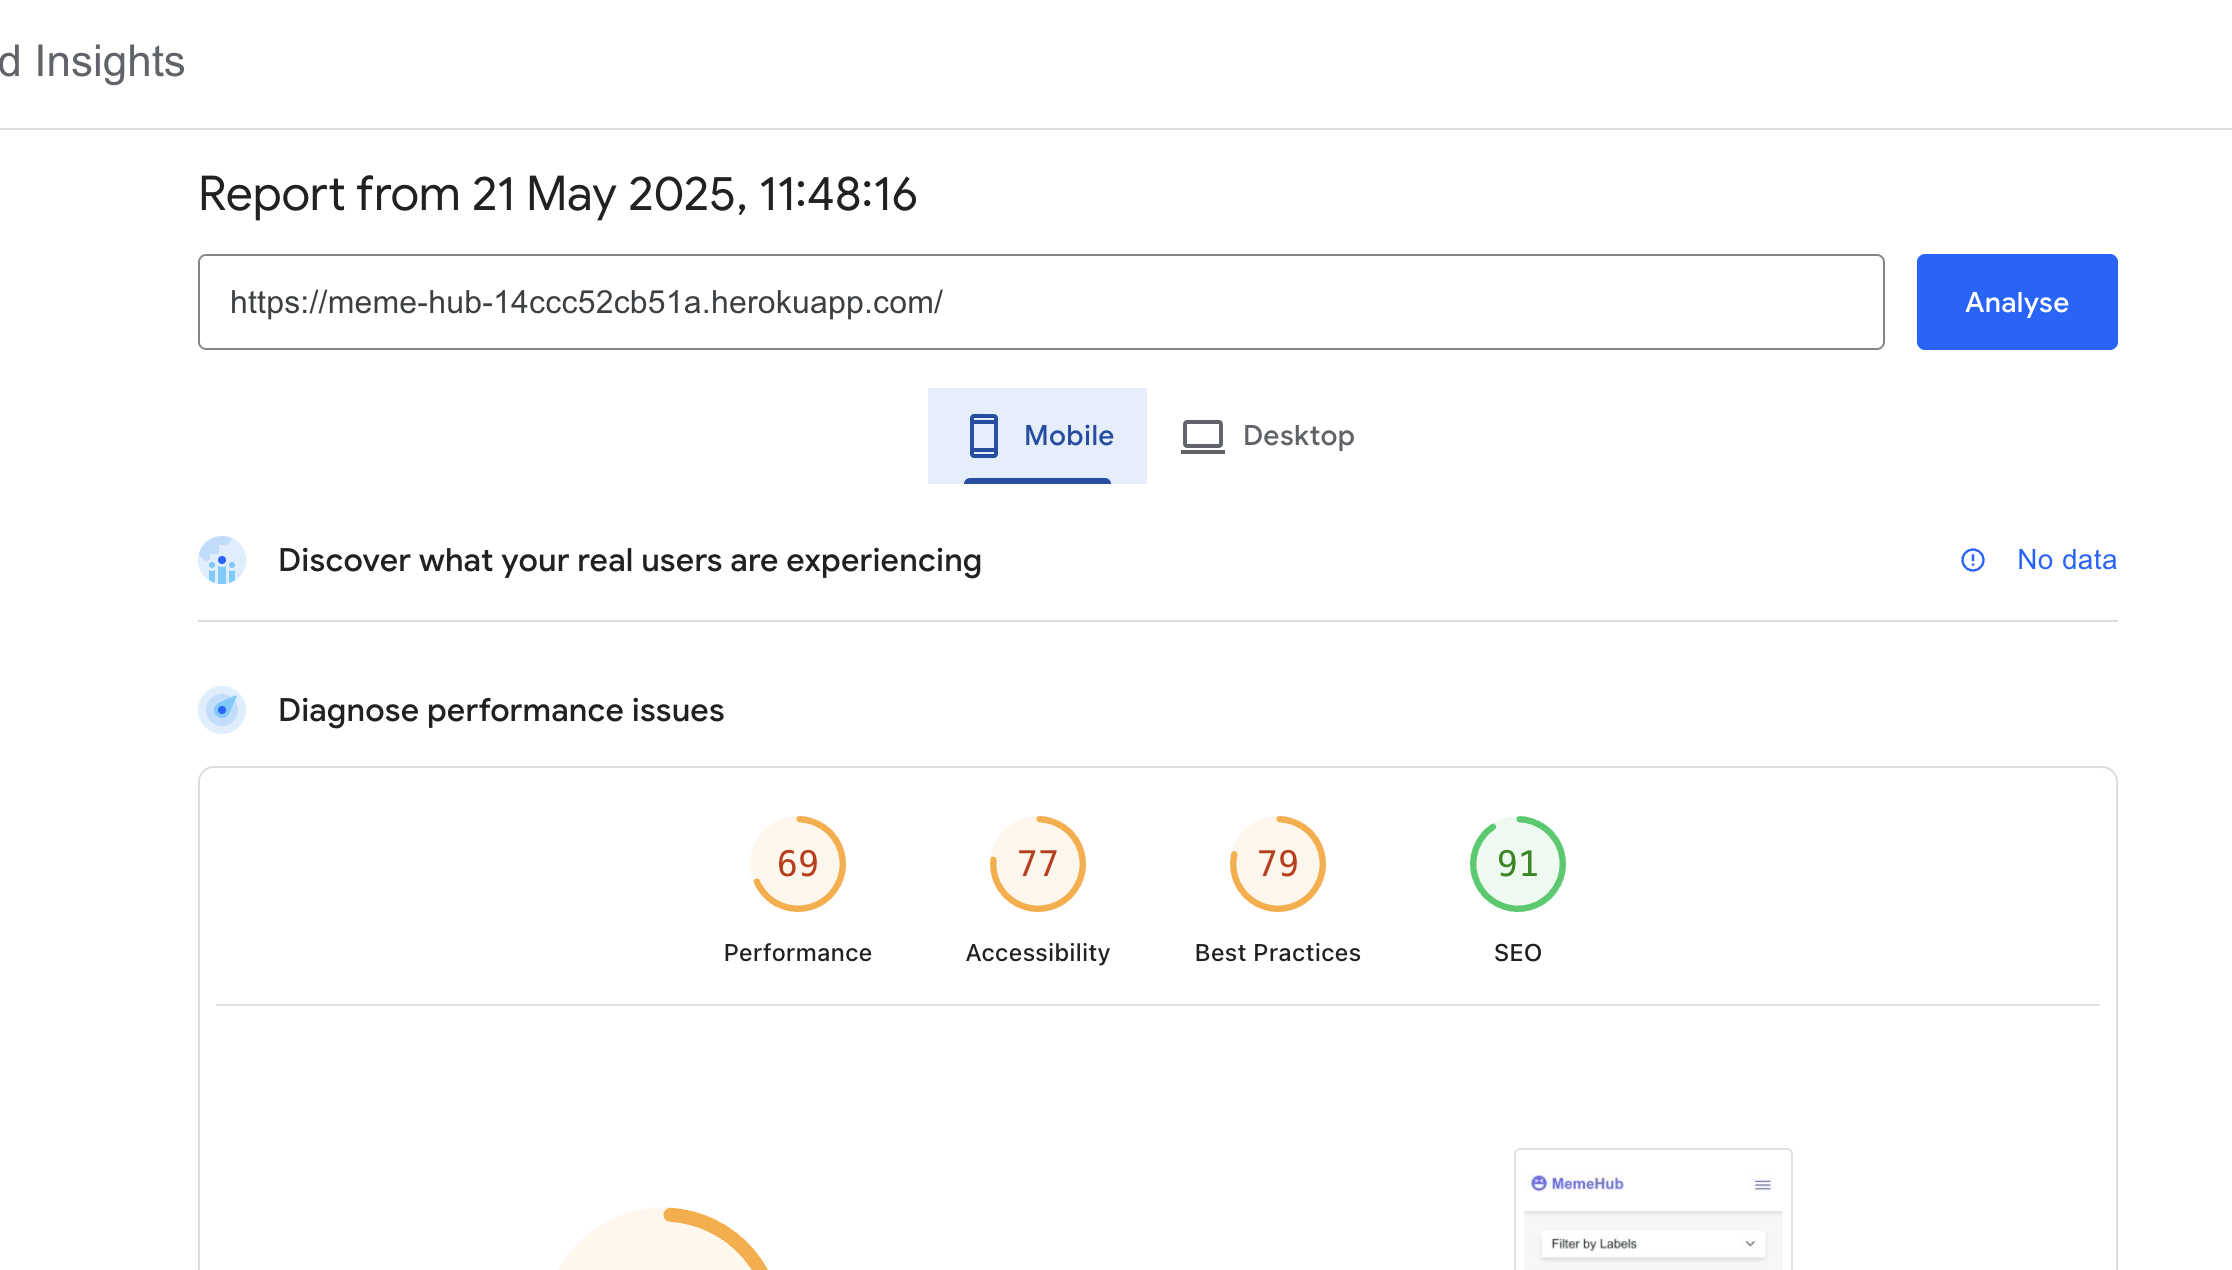 d Insights
Report from 21 May 2025, 11:48:16
https://meme-hub-14ccc52cb51a.herokuapp.com/
Analyse
Mobile
Desktop
Discover what your real users are experiencing
No data
Diagnose performance issues
69
77
79
91
Performance
Accessibility
Best Practices
SEO
MemeHub
Filter by Labels